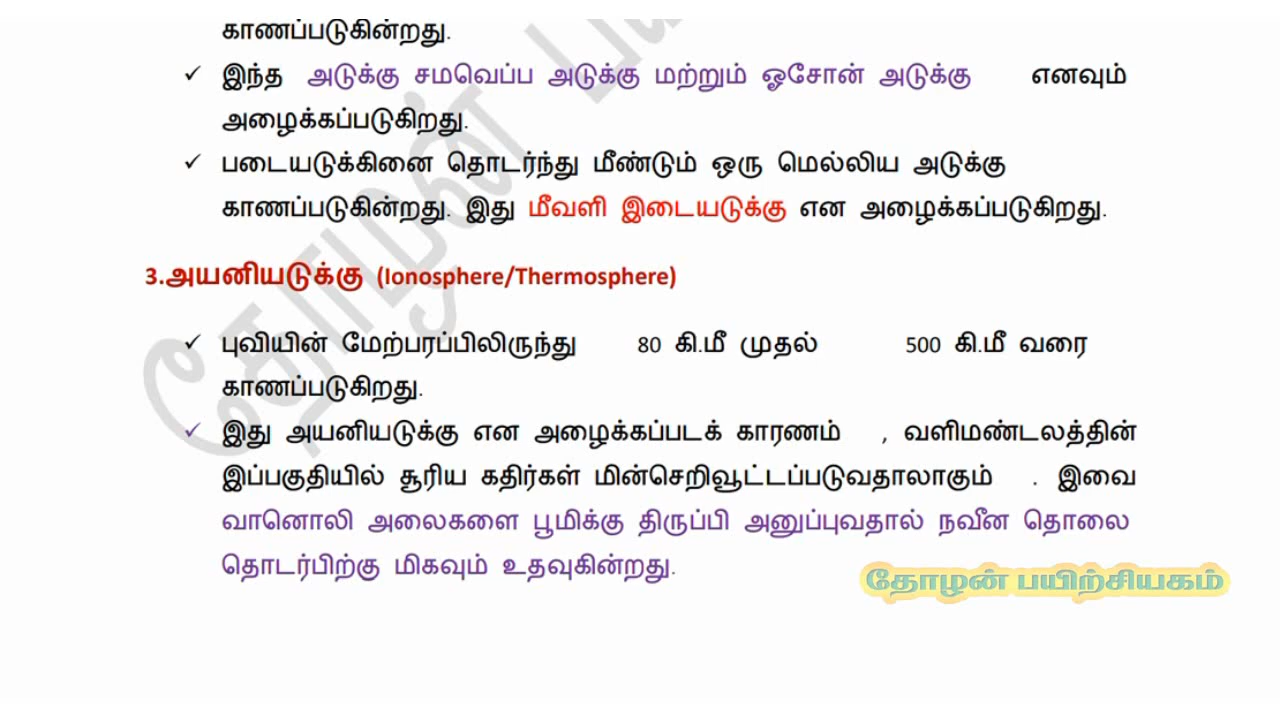 காணப்படுகின்றது.
✓ இந்த அடுக்கு சமவெப்ப அடுக்கு மற்றும் ஓசோன் அடுக்கு எனவும்
அழைக்கப்படுகிறது.
✓ படையடுக்கினை தொடர்ந்து மீண்டும் ஒரு மெல்லிய அடுக்கு
காணப்படுகின்றது. இது மீவளி இடையடுக்கு என அழைக்கப்படுகிறது.
3.அயனியடுக்கு (Ionosphere/Thermosphere)
✓ புவியின் மேற்பரப்பிலிருந்து 80 கி.மீ முதல் 500 கி.மீ வரை
காணப்படுகிறது.
✓ இது அயனியடுக்கு என அழைக்கப்படக் காரணம் , வளிமண்டலத்தின்
இப்பகுதியில் சூரிய கதிர்கள் மின்செறிவூட்டப்படுவதாலாகும் . இவை
வானொலி அலைகளை பூமிக்கு திருப்பி அனுப்புவதால் நவீன தொலை
தொடர்பிற்கு மிகவும் உதவுகின்றது.
தோழன் பயிற்சியகம்
தோழன்